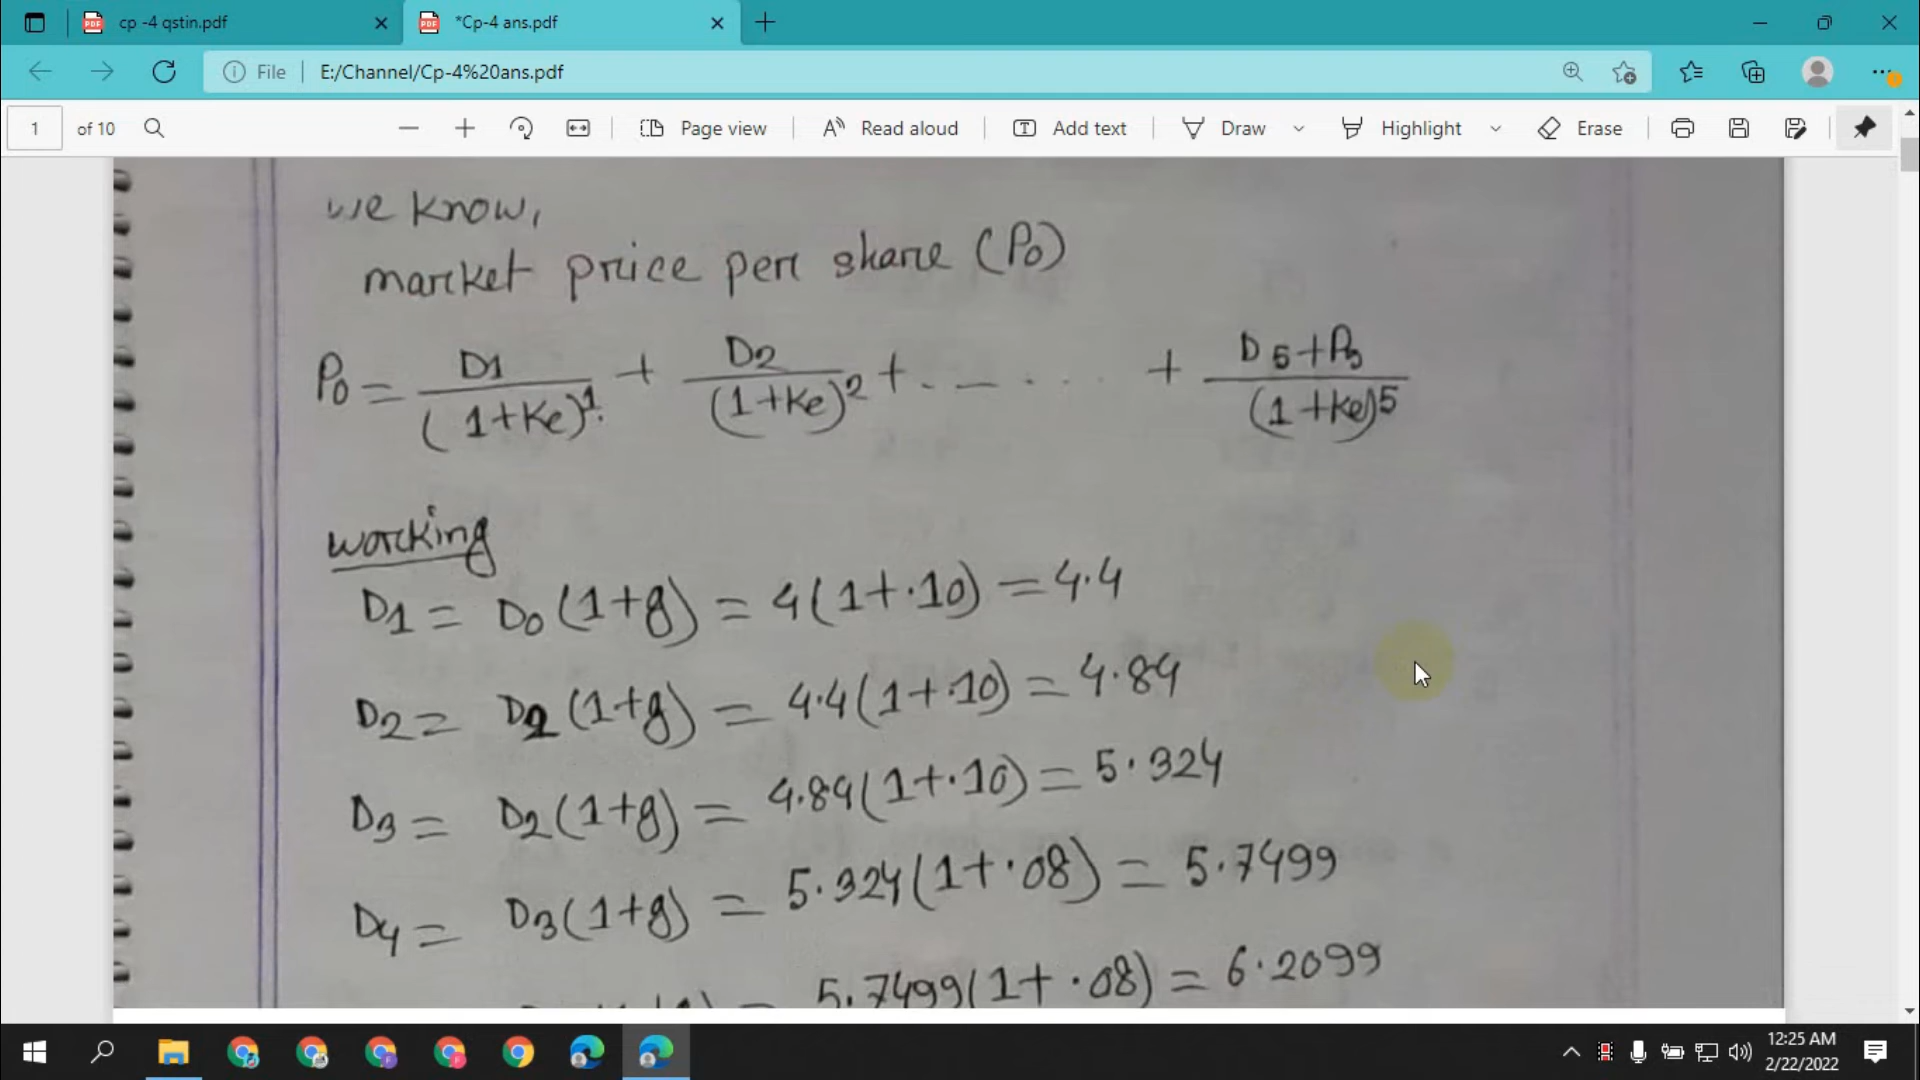 cp -4 qstin.pdf
*Cp-4 ans.pdf
File
E:/Channel/Cp-4%20ans.pdf
1 of 10
Page view
Read aloud
Add text
Draw
Highlight
Erase
we know,
market price per share (P0)
P0 = D1/(1+Ke)^1 + D2/(1+Ke)^2 + . _ _ . . . + D5+P5/(1+Ke)^5
working
D1 = D0 (1+g) = 4(1+.10) = 4.4
D2 = D2 (1+g) = 4.4(1+.10) = 4.84
D3 = D2(1+g) = 4.84(1+.10) = 5.324
D4 = D3(1+g) = 5.324(1+.08) = 5.7499
5.7499(1+.08) = 6.2099
12:25 AM
2/22/2022